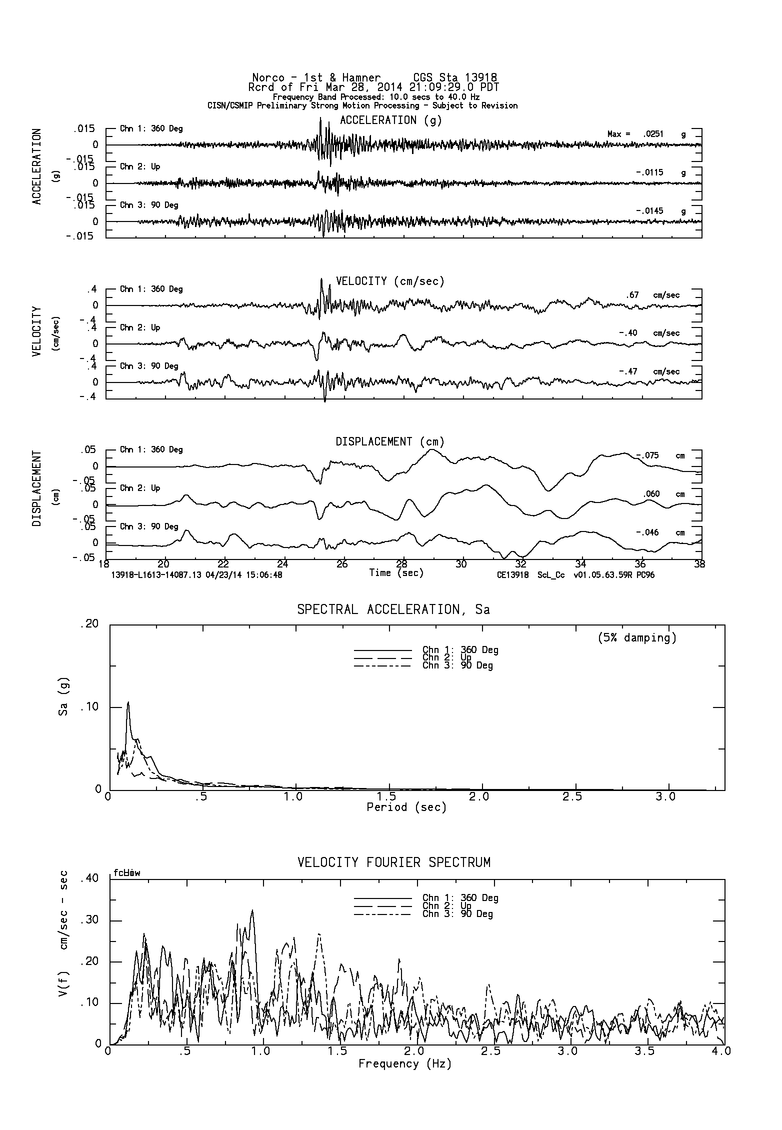 Norco - 1st & Hamner CGS Sta 13918
Rcrd of Fri Mar 28, 2014 21:09:29.0 PDT
Frequency Band Processed: 10.0 secs to 40.0 Hz
CISN/CSMIP Preliminary Strong Motion Processing - Subject to Revision
ACCELERATION (g)
ACCELERATION
(g)
.015
0
-.015
Chn 1: 360 Deg
Max = .0251 g
.015
0
-.015
Chn 2: Up
-.0115 g
.015
0
-.015
Chn 3: 90 Deg
-.0145 g
VELOCITY (cm/sec)
VELOCITY
(cm/sec)
.4
0
-.4
Chn 1: 360 Deg
.67 cm/sec
.4
0
-.4
Chn 2: Up
-.40 cm/sec
.4
0
-.4
Chn 3: 90 Deg
-.47 cm/sec
DISPLACEMENT (cm)
DISPLACEMENT
(cm)
.05
0
-.05
Chn 1: 360 Deg
-.075 cm
.05
0
-.05
Chn 2: Up
.060 cm
.05
0
-.05
Chn 3: 90 Deg
-.046 cm
18 20 22 24 26 28 30 32 34 36 38
Time (sec)
13918-L1613-14087.13 04/23/14 15:06:48
CE13918 ScL_Cc v01.05.63.59R PC96
SPECTRAL ACCELERATION, Sa
(5% damping)
Chn 1: 360 Deg
Chn 2: Up
Chn 3: 90 Deg
Sa (g)
.20
.10
0
0 .5 1.0 1.5 2.0 2.5 3.0
Period (sec)
VELOCITY FOURIER SPECTRUM
Chn 1: 360 Deg
Chn 2: Up
Chn 3: 90 Deg
V(f) cm/sec - sec
.40
.30
.20
.10
0
0 .5 1.0 1.5 2.0 2.5 3.0 3.5 4.0
Frequency (Hz)